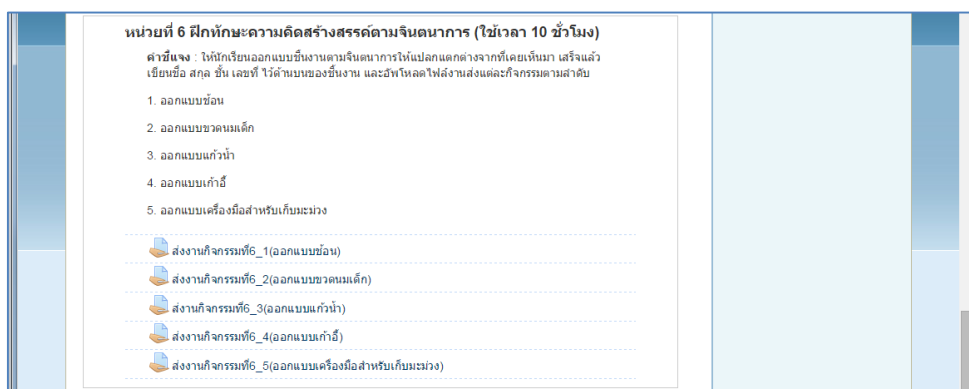 หน่วยที่ 6 ฝึกทักษะความคิดสร้างสรรค์ตามจินตนาการ (ใช้เวลา 10 ชั่วโมง)
คำชี้แจง : ให้นักเรียนออกแบบชิ้นงานตามจินตนาการให้แปลกแตกต่างจากที่เคยเห็นมา เสร็จแล้ว
เขียนชื่อ สกุล ชั้น เลขที่ ไว้ด้านบนของชิ้นงาน และอัพโหลดไฟล์งานส่งแต่ละกิจกรรมตามลำดับ
1. ออกแบบช้อน
2. ออกแบบขวดนมเด็ก
3. ออกแบบแก้วน้ำ
4. ออกแบบเก้าอี้
5. ออกแบบเครื่องมือสำหรับเก็บมะม่วง
ส่งงานกิจกรรมที่6_1(ออกแบบช้อน)
ส่งงานกิจกรรมที่6_2(ออกแบบขวดนมเด็ก)
ส่งงานกิจกรรมที่6_3(ออกแบบแก้วน้ำ)
ส่งงานกิจกรรมที่6_4(ออกแบบเก้าอี้)
ส่งงานกิจกรรมที่6_5(ออกแบบเครื่องมือสำหรับเก็บมะม่วง)